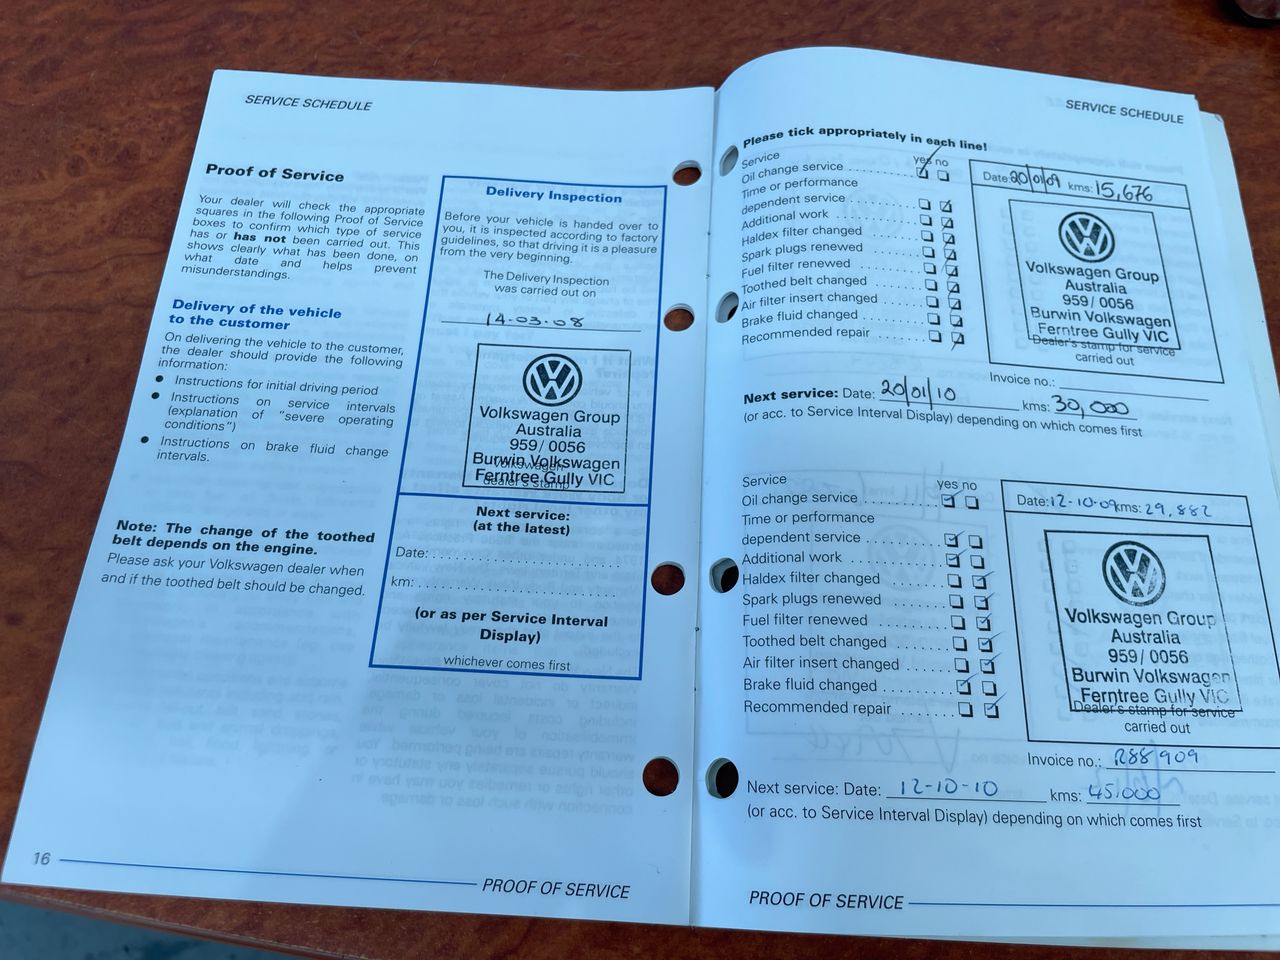 SERVICE SCHEDULE
Proof of Service
Your dealer will check the appropriate
squares in the following Proof of Service
boxes to confirm which type of service
has or has not been carried out. This
shows clearly what has been done, on
what date and helps prevent
misunderstandings.
Delivery of the vehicle
to the customer
On delivering the vehicle to the customer,
the dealer should provide the following
information:
● Instructions for initial driving period
● Instructions on service intervals
(explanation of "severe operating
conditions")
● Instructions on brake fluid change
intervals.
Note: The change of the toothed
belt depends on the engine.
Please ask your Volkswagen dealer when
and if the toothed belt should be changed.
Delivery Inspection
Before your vehicle is handed over to
you, it is inspected according to factory
guidelines, so that driving it is a pleasure
from the very beginning.
The Delivery Inspection
was carried out on
14-03-08
Volkswagen Group
Australia
959/ 0056
Burwin Volkswagen
Volkswagen
Ferntree Gully VIC
dealer's stamp
Next service:
(at the latest)
Date: ........................
km: ........................
(or as per Service Interval
Display)
whichever comes first
16
PROOF OF SERVICE
SERVICE SCHEDULE
Please tick appropriately in each line!
Service yes no
Oil change service
Time or performance
dependent service
Additional work
Haldex filter changed
Spark plugs renewed
Fuel filter renewed
Toothed belt changed
Air filter insert changed
Brake fluid changed
Recommended repair
Date: 20/01/09 kms: 15,676
Volkswagen Group
Australia
959/ 0056
Burwin Volkswagen
Ferntree Gully VIC
Dealer's stamp for service
carried out
Invoice no.:
Next service: Date: 20/01/10 kms: 30,000
(or acc. to Service Interval Display) depending on which comes first
Service yes no
Oil change service
Time or performance
dependent service
Additional work
Haldex filter changed
Spark plugs renewed
Fuel filter renewed
Toothed belt changed
Air filter insert changed
Brake fluid changed
Recommended repair
Date: 12-10-09 kms: 29,882
Volkswagen Group
Australia
959/ 0056
Burwin Volkswagen
Ferntree Gully VIC
Dealer's stamp for service
carried out
Invoice no.: R88909
Next service: Date: 12-10-10 kms: 45.000
(or acc. to Service Interval Display) depending on which comes first
PROOF OF SERVICE